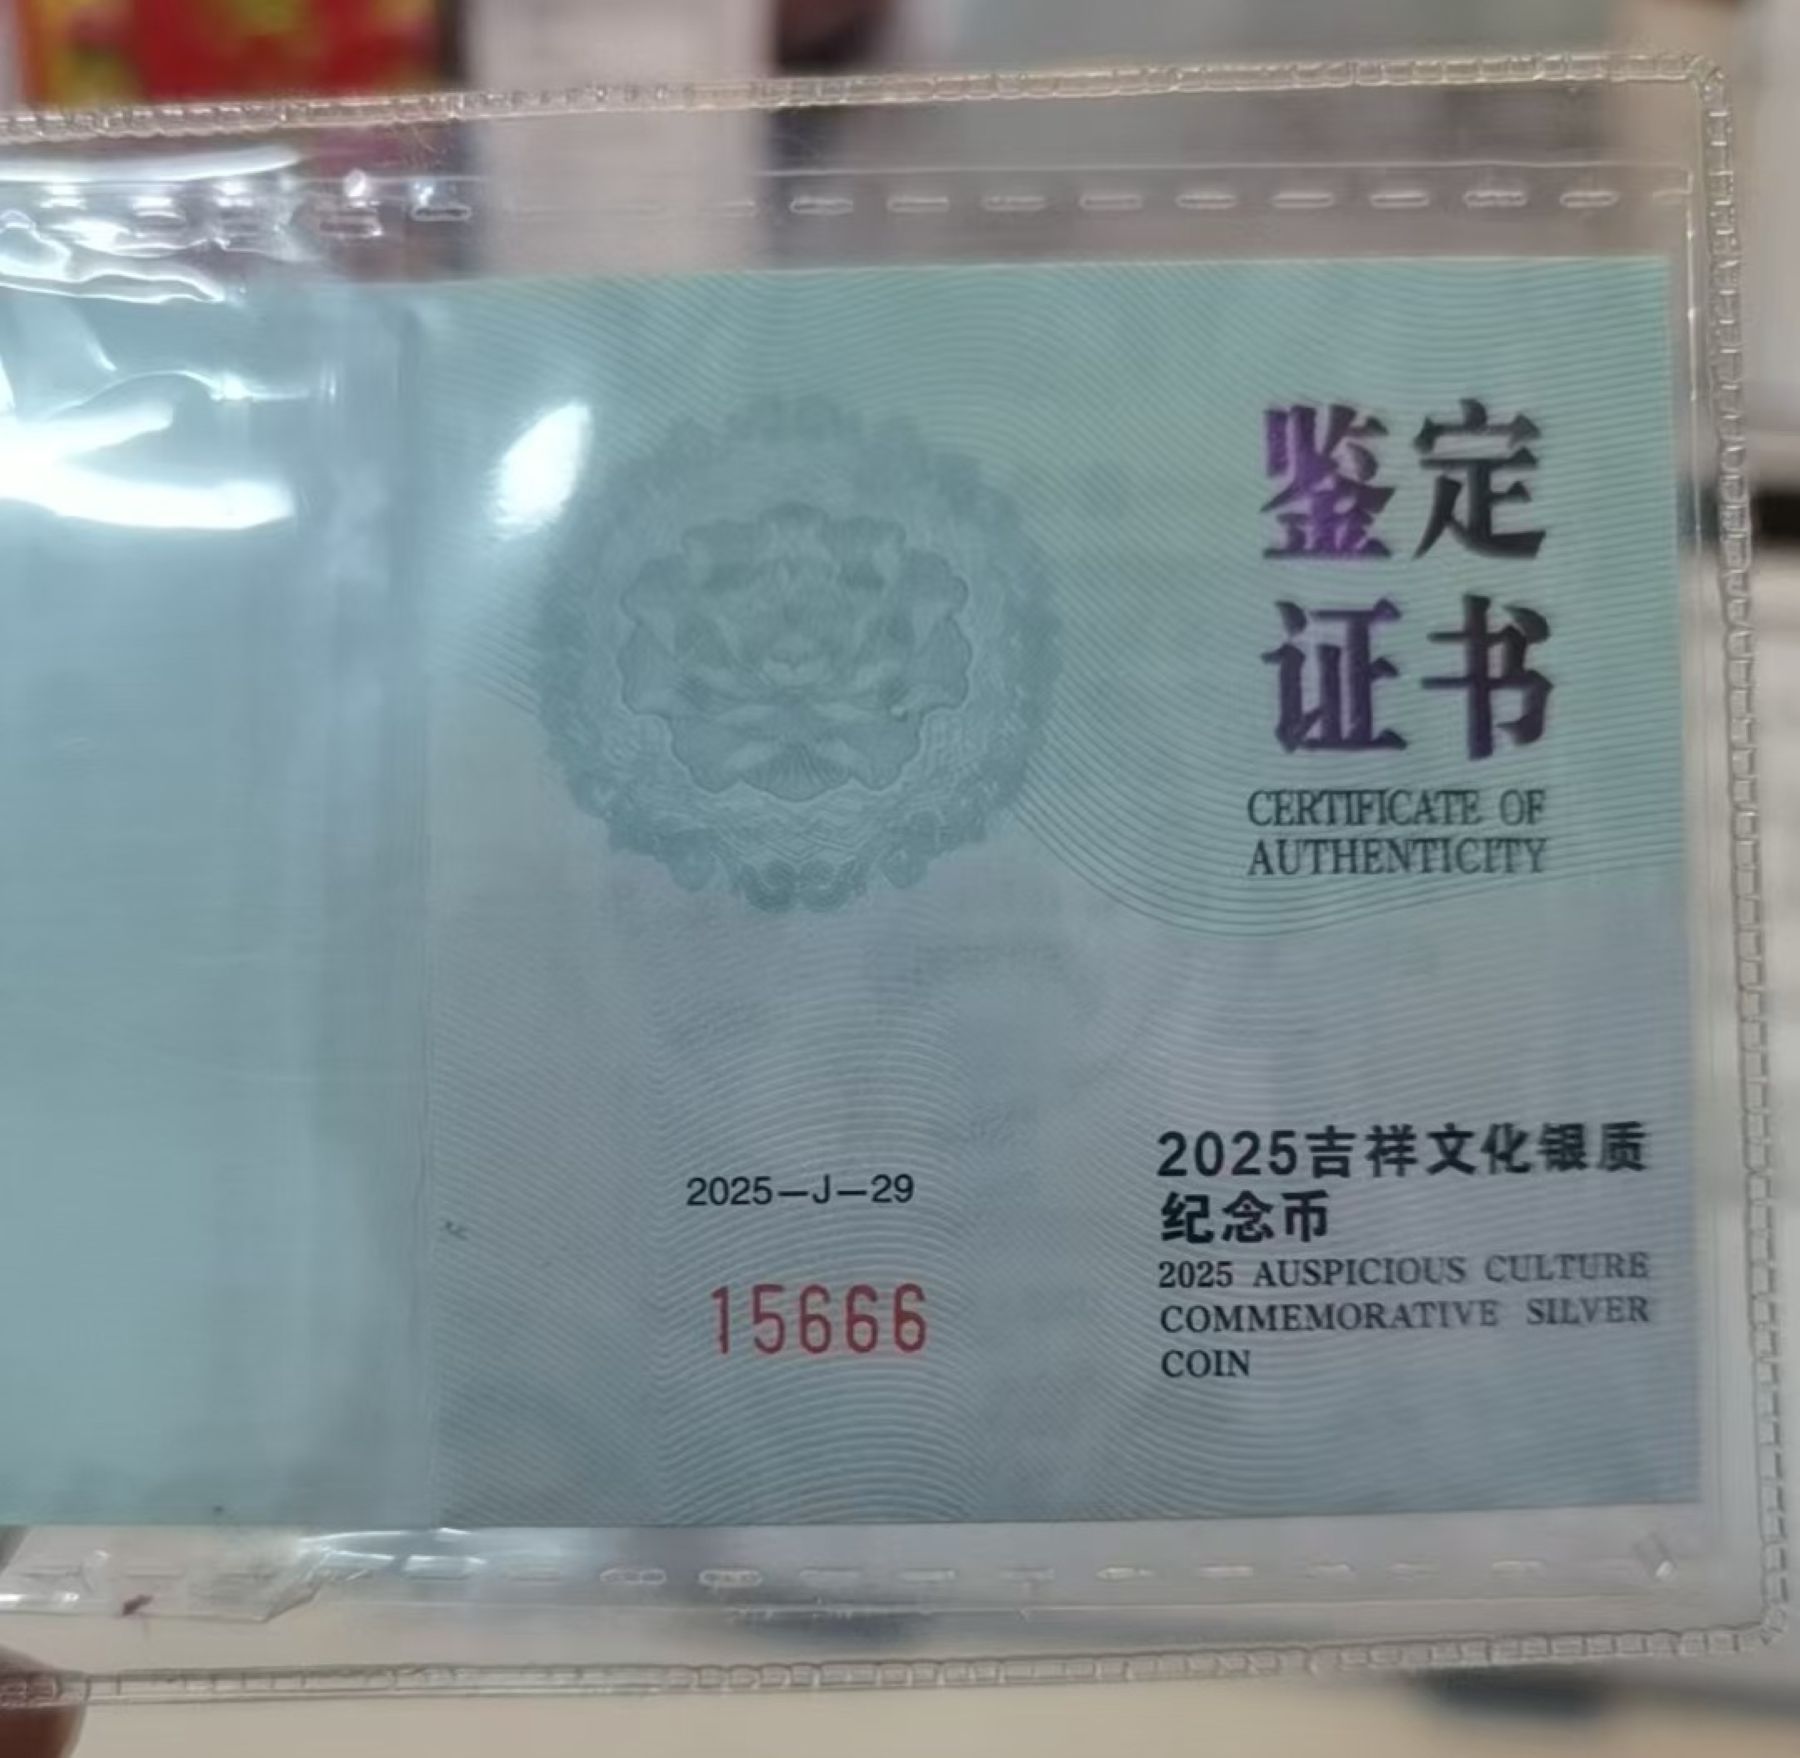 鉴定
证书
CERTIFICATE OF
AUTHENTICITY
2025吉祥文化银质
纪念币
2025 AUSPICIOUS CULTURE
COMMEMORATIVE SILVER
COIN
2025—J—29
15666